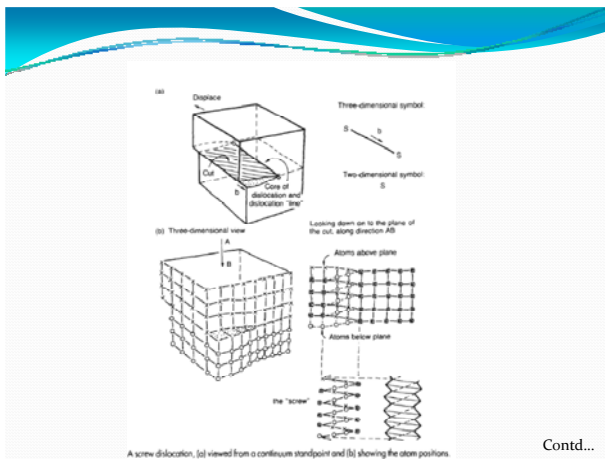 (a)
Displace
Three-dimensional symbol:
S
b
S
Cut
b
Core of
dislocation and
dislocation "line"
Two-dimensional symbol:
S
Looking down on to the plane of
the cut, along direction AB
(b) Three-dimensional view
A
B
Atoms above plane
Atoms below plane
the "screw"
A screw dislocation, (a) viewed from a continuum standpoint and (b) showing the atom positions.
Contd...